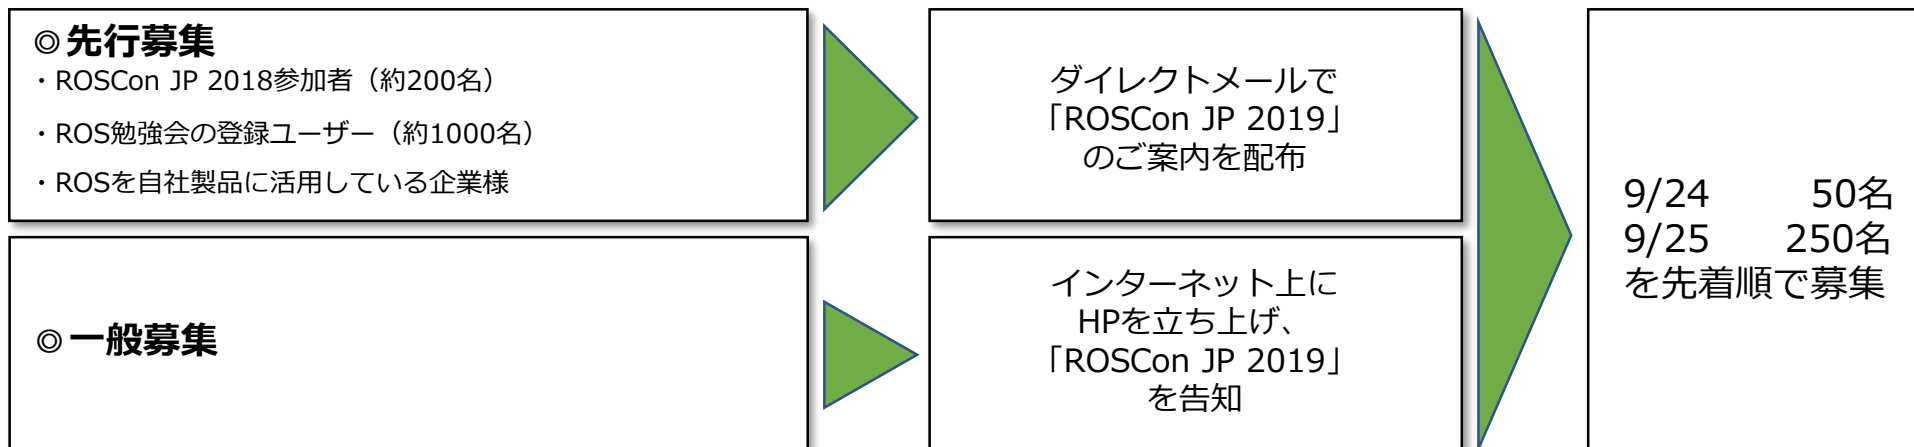 ◎先行募集
・ROSCon JP 2018参加者（約200名）
・ROS勉強会の登録ユーザー（約1000名）
・ROSを自社製品に活用している企業様
ダイレクトメールで
「ROSCon JP 2019」
のご案内を配布
◎一般募集
インターネット上に
HPを立ち上げ、
「ROSCon JP 2019」
を告知
9/24 50名
9/25 250名
を先着順で募集